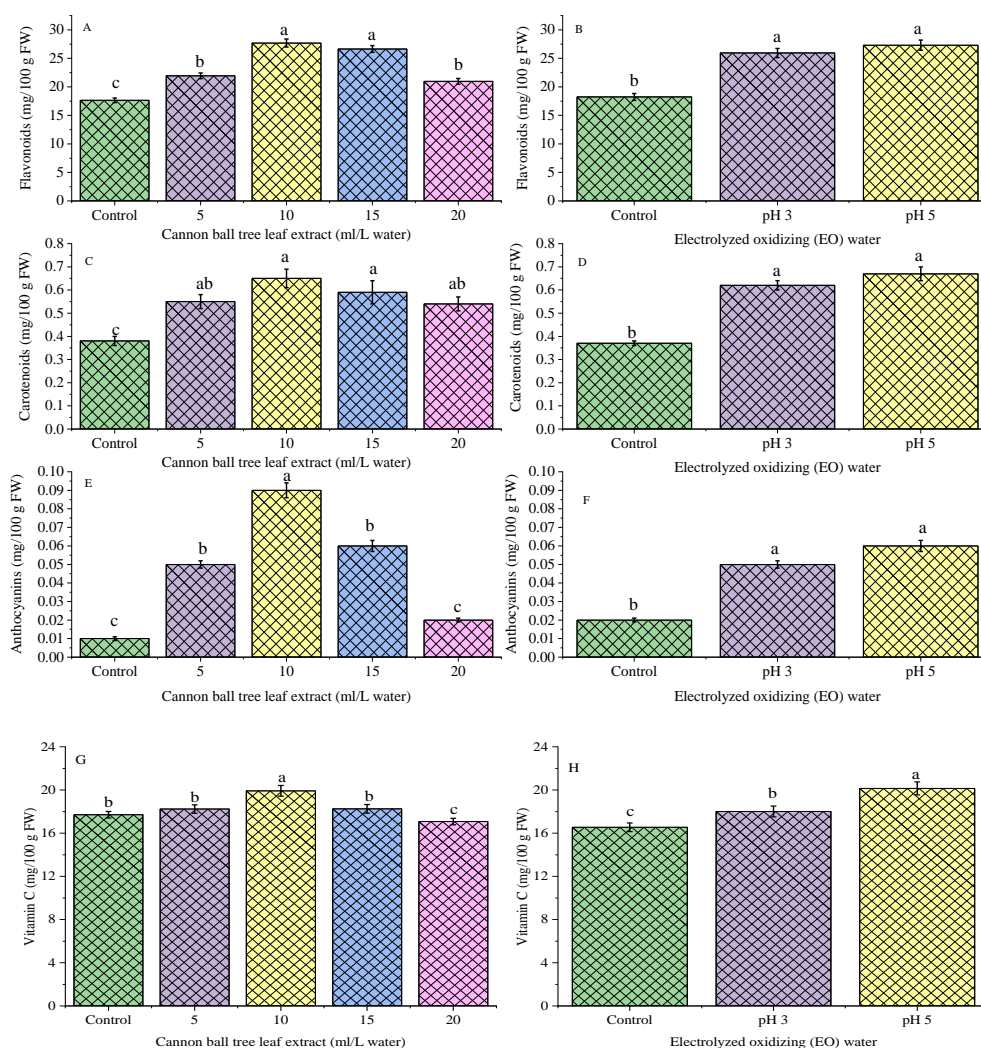 A
Flavonoids (mg/100 g FW)
30
25
20
15
10
5
0
c
b
a
a
b
Control
5
10
15
20
Cannon ball tree leaf extract (ml/L water)
B
Flavonoids (mg/100 g FW)
30
25
20
15
10
5
0
b
a
a
Control
pH 3
pH 5
Electrolyzed oxidizing (EO) water
C
Carotenoids (mg/100 g FW)
0.8
0.7
0.6
0.5
0.4
0.3
0.2
0.1
0.0
c
ab
a
a
ab
Control
5
10
15
20
Cannon ball tree leaf extract (ml/L water)
D
Carotenoids (mg/100 g FW)
0.8
0.7
0.6
0.5
0.4
0.3
0.2
0.1
0.0
b
a
a
Control
pH 3
pH 5
Electrolyzed oxidizing (EO) water
E
Anthocyanins (mg/100 g FW)
0.10
0.09
0.08
0.07
0.06
0.05
0.04
0.03
0.02
0.01
0.00
c
b
a
b
c
Control
5
10
15
20
Cannon ball tree leaf extract (ml/L water)
F
Anthocyanins (mg/100 g FW)
0.10
0.09
0.08
0.07
0.06
0.05
0.04
0.03
0.02
0.01
0.00
b
a
a
Control
pH 3
pH 5
Electrolyzed oxidizing (EO) water
G
Vitamin C (mg/100 g FW)
24
20
16
12
8
4
0
b
b
a
b
c
Control
5
10
15
20
Cannon ball tree leaf extract (ml/L water)
H
Vitamin C (mg/100 g FW)
24
20
16
12
8
4
0
c
b
a
Control
pH 3
pH 5
Electrolyzed oxidizing (EO) water